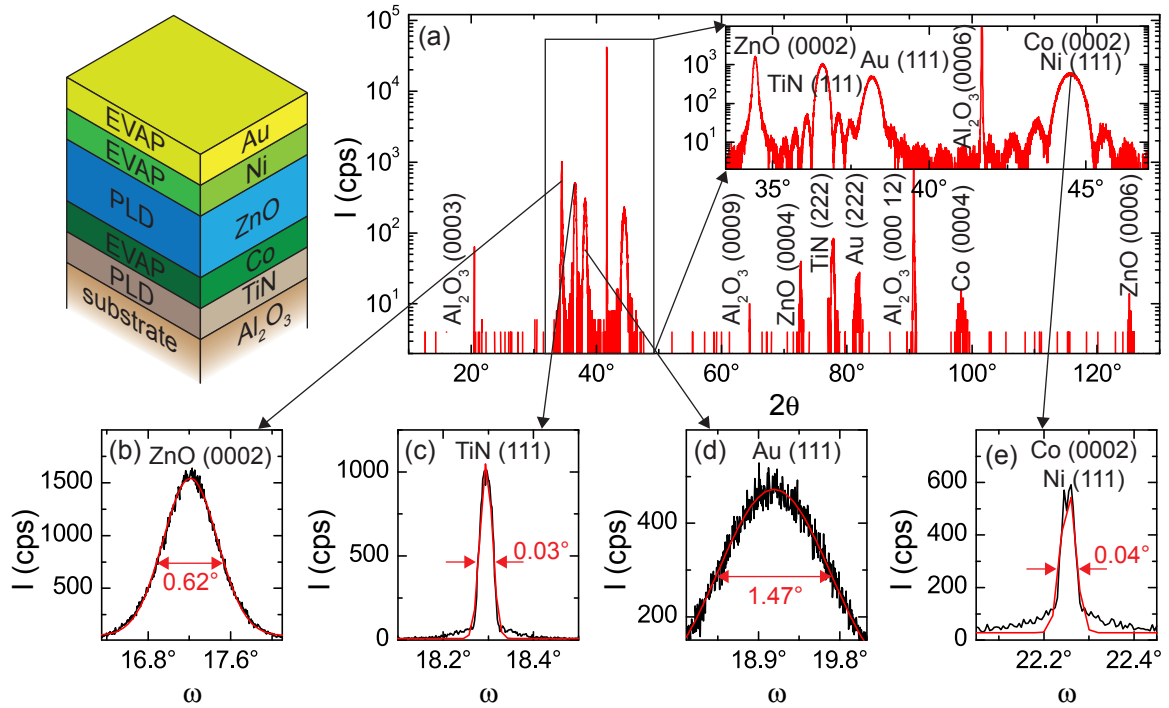 EVAP
Au
EVAP
Ni
PLD
ZnO
EVAP
Co
PLD
TiN
substrate
Al2O3
(a)
I (cps)
10^5
10^4
10^3
10^2
10^1
20° 40° 60° 80° 100° 120°
2θ
Al2O3 (0003)
Al2O3 (0009)
ZnO (0004)
TiN (222)
Au (222)
Al2O3 (000 12)
Co (0004)
ZnO (0006)
ZnO (0002)
TiN (111)
Au (111)
Al2O3(0006)
Co (0002)
Ni (111)
10^3
10^2
10^1
35° 40° 45°
(b) ZnO (0002)
I (cps)
1500
1000
500
0.62°
16.8° 17.6°
ω
(c) TiN (111)
I (cps)
1000
500
0
0.03°
18.2° 18.4°
ω
(d) Au (111)
I (cps)
400
200
1.47°
18.9° 19.8°
ω
(e) Co (0002)
Ni (111)
I (cps)
600
400
200
0
0.04°
22.2° 22.4°
ω